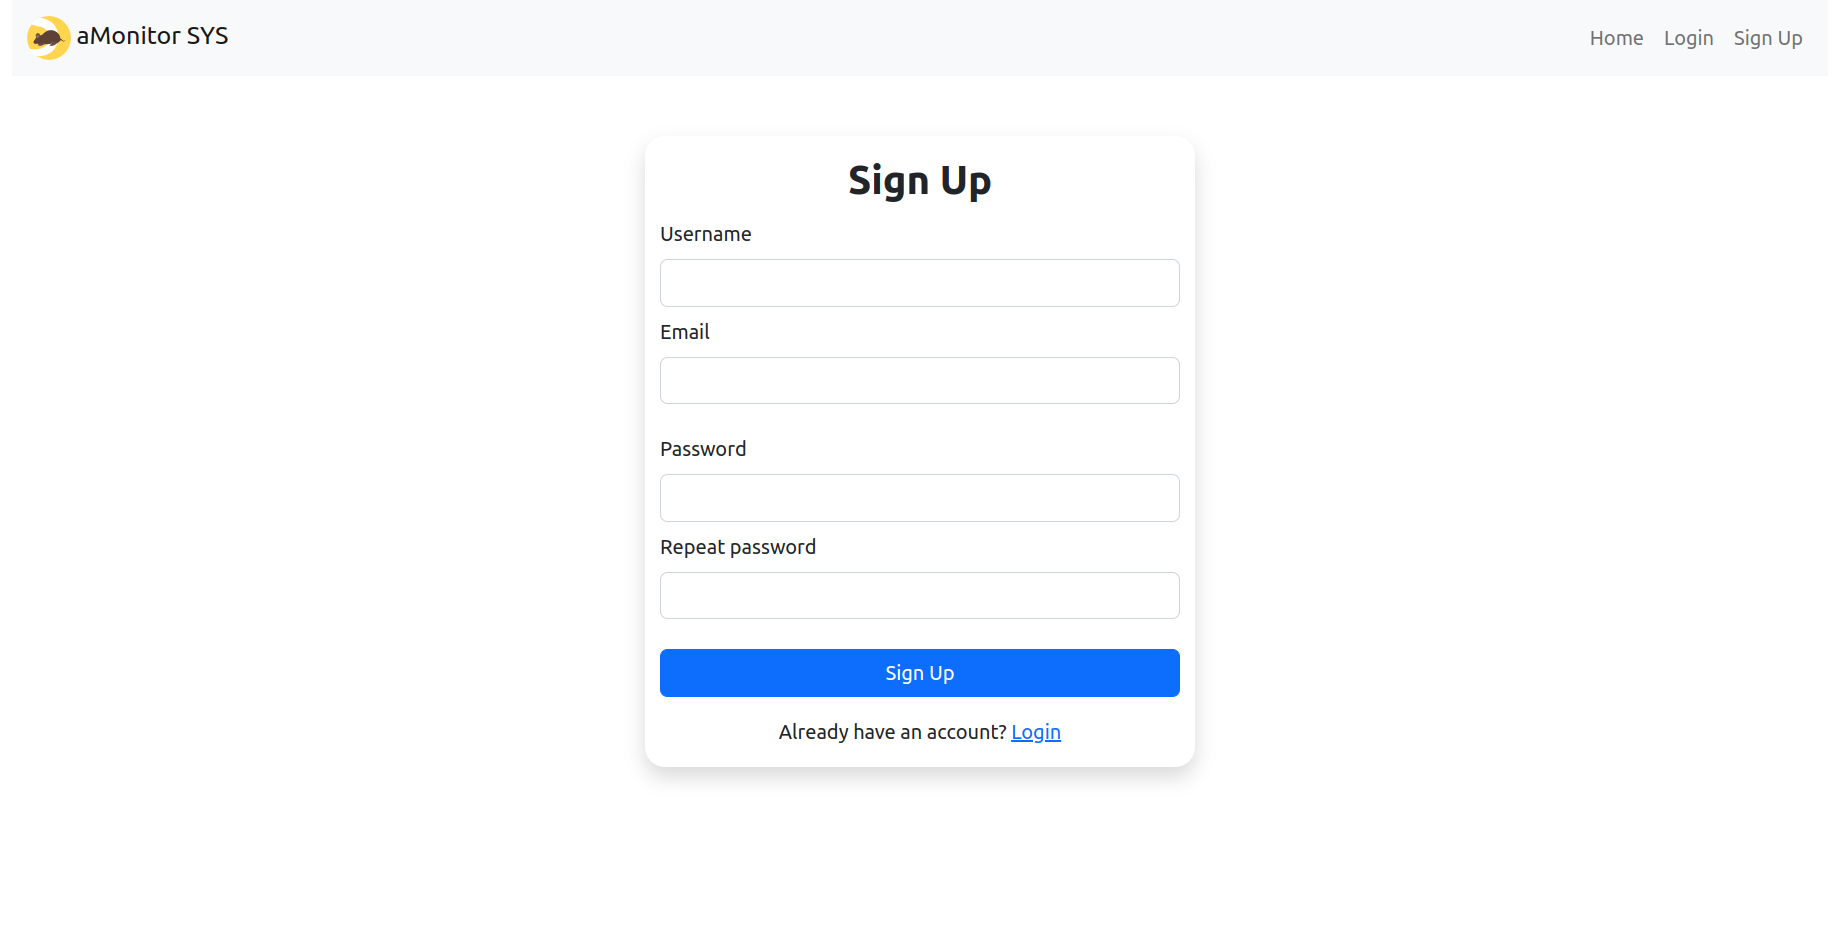 aMonitor SYS
Home Login Sign Up
Sign Up
Username
Email
Password
Repeat password
Sign Up
Already have an account? Login